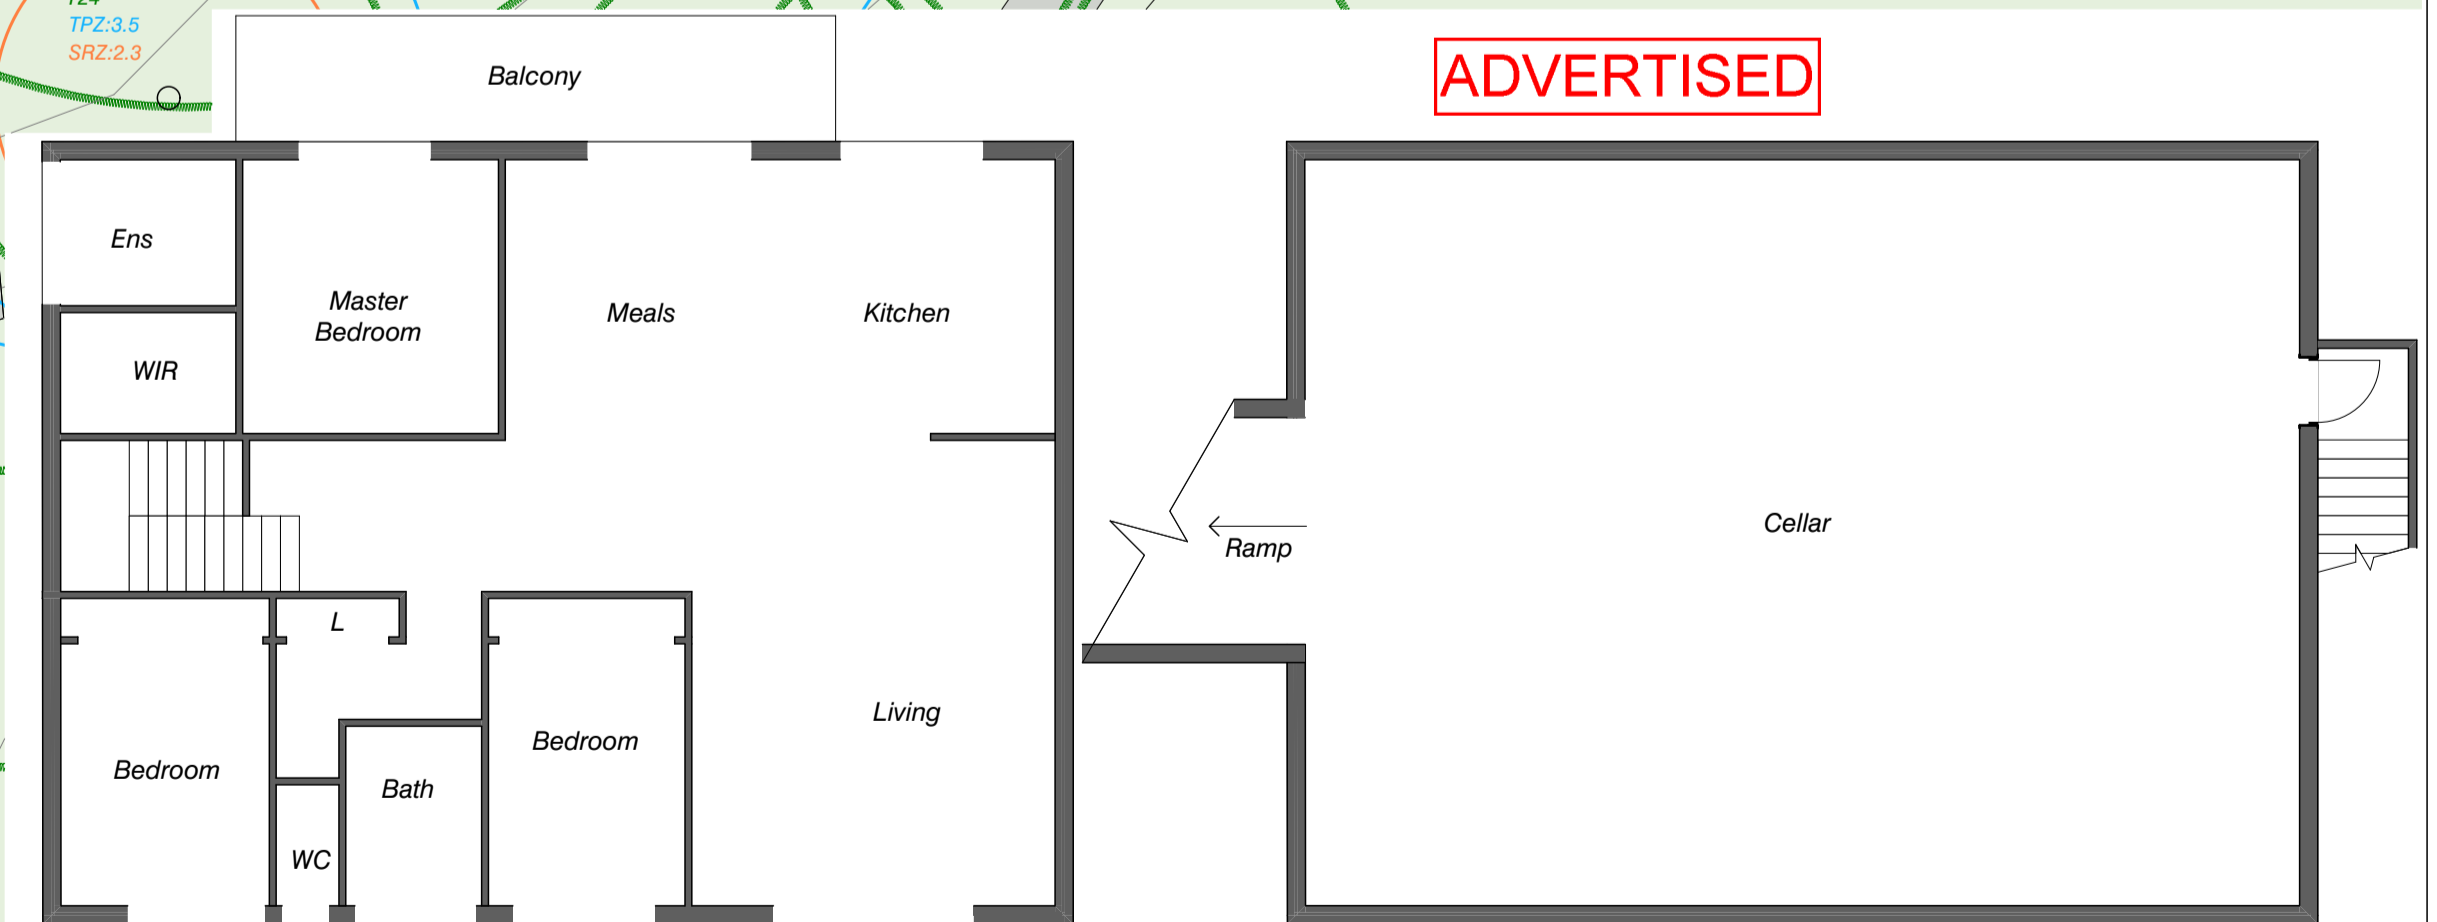 TPZ:3.5
SRZ:2.3
Balcony
ADVERTISED
Ens
Master
Bedroom
Meals
Kitchen
WIR
Cellar
Ramp
L
Living
Bedroom
Bedroom
Bath
WC